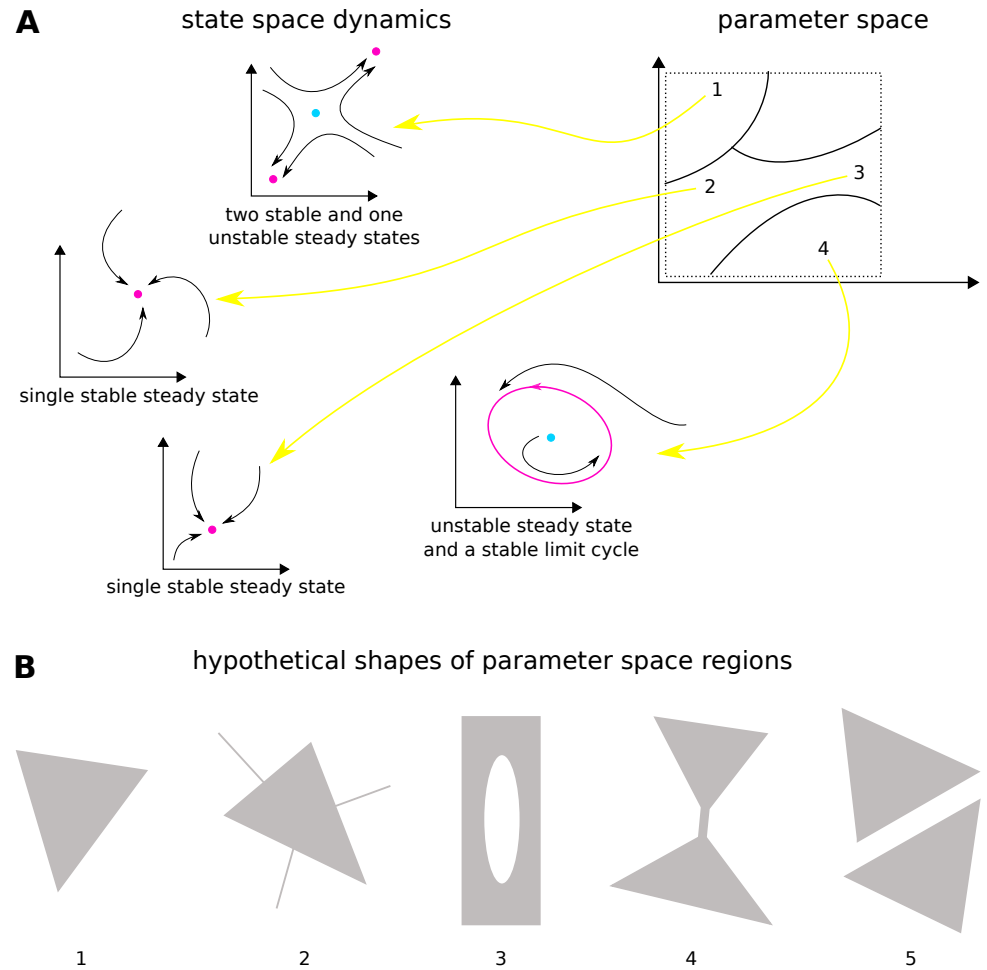 A
state space dynamics
parameter space
1
2
3
4
two stable and one
unstable steady states
single stable steady state
unstable steady state
and a stable limit cycle
single stable steady state
B
hypothetical shapes of parameter space regions
1
2
3
4
5